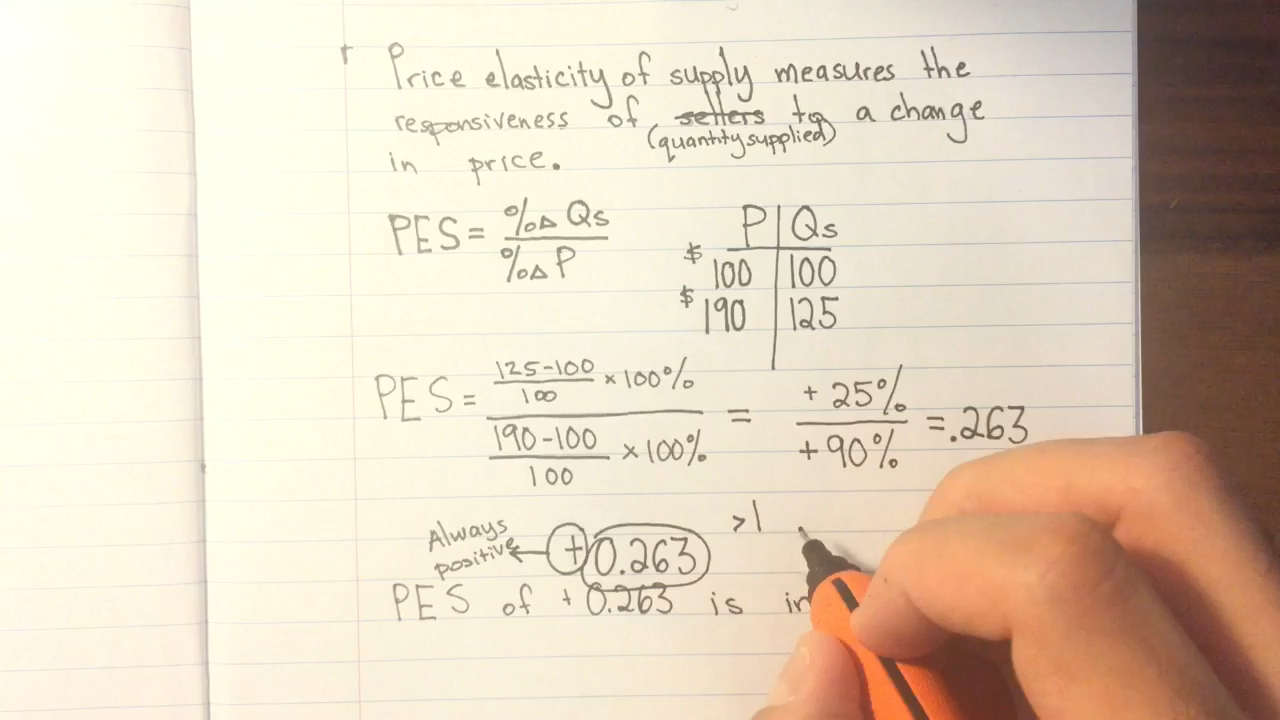 Price elasticity of supply measures the
responsiveness of sellers to a change
(quantity supplied)
in price.
PES = %△ Qs / %△ P
P | Qs
$100 | 100
$190 | 125
PES = (125-100 / 100 × 100%) / (190-100 / 100 × 100%) = +25% / +90% = .263
>1
Always
positive ← + 0.263
PES of + 0.263 is